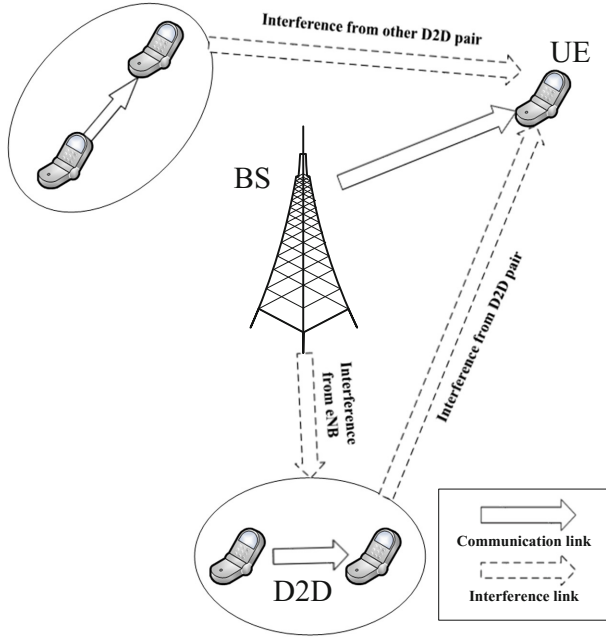 Interference from other D2D pair
UE
BS
Interference from D2D pair
Interference
from eNB
D2D
Communication link
Interference link